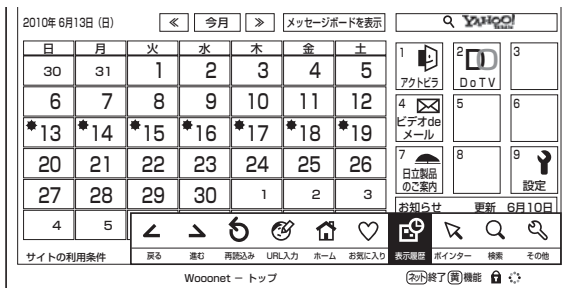 2010年 6月13日（日） ≪ 今月 ≫ メッセージボードを表示 YAHOO!
日 月 火 水 木 金 土
30 31 1 2 3 4 5
6 7 8 9 10 11 12
13 14 15 16 17 18 19
20 21 22 23 24 25 26
27 28 29 30 1 2 3
4 5
サイトの利用条件
1 アクトビラ
2 DoTV
3
4 ビデオde
メール
5
6
7 日立製品
のご案内
8
9 設定
お知らせ 更新 6月10日
戻る 進む 再読込み URL入力 ホーム お気に入り 表示履歴 ポインター 検索 その他
Wooonet － トップ
ネット終了 黄機能